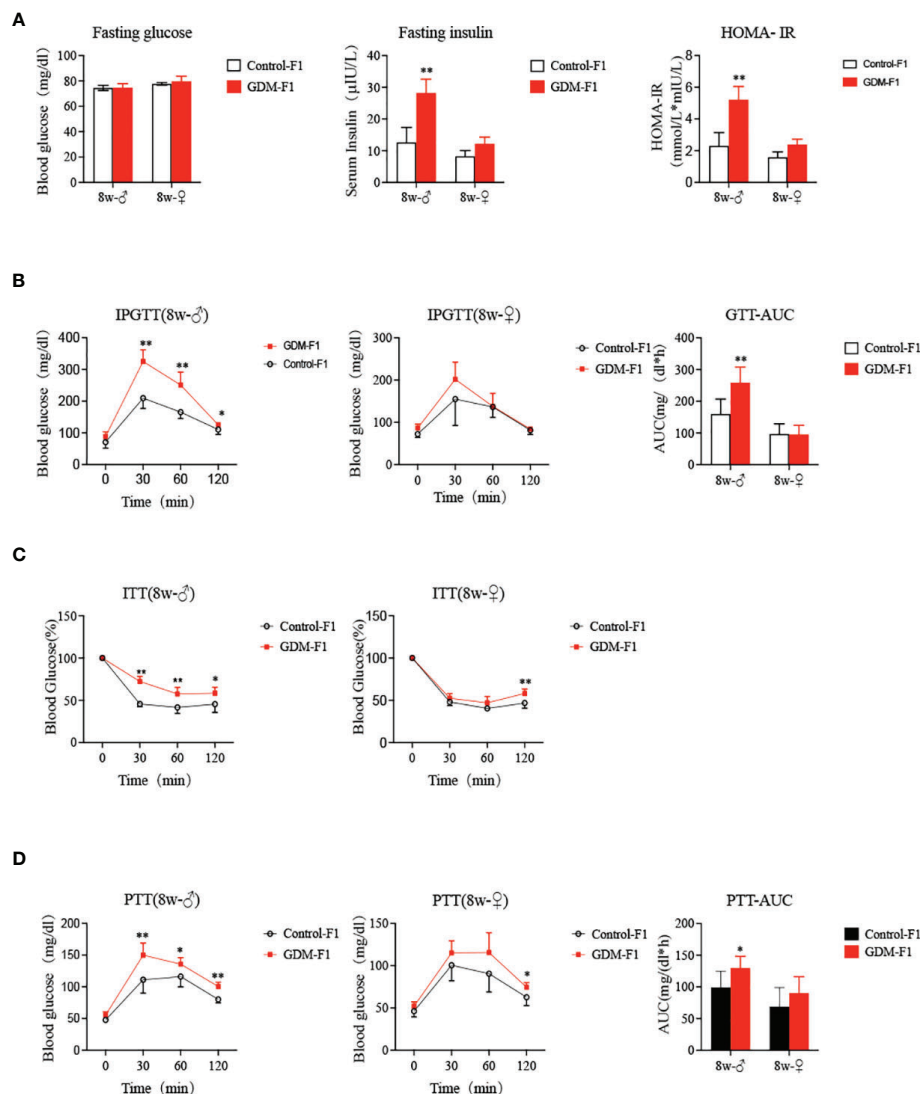 A
Fasting glucose
Blood glucose (mg/dl)
100
80
60
40
20
0
8w-♂
8w-♀
Control-F1
GDM-F1
Fasting insulin
Serum Insulin (μIU/L)
40
30
20
10
0
**
8w-♂
8w-♀
Control-F1
GDM-F1
HOMA- IR
HOMA-IR
(mmol/L*mIU/L)
8
6
4
2
0
**
8w-♂
8w-♀
Control-F1
GDM-F1
B
IPGTT(8w-♂)
Blood glucose (mg/dl)
400
300
200
100
0
**
**
*
0 30 60 120
Time (min)
GDM-F1
Control-F1
IPGTT(8w-♀)
Blood glucose (mg/dl)
300
200
100
0
0 30 60 120
Time (min)
Control-F1
GDM-F1
GTT-AUC
AUC(mg/ (dl*h)
400
300
200
100
0
**
8w-♂
8w-♀
Control-F1
GDM-F1
C
ITT(8w-♂)
Blood Glucose(%)
150
100
50
0
**
**
*
0 30 60 120
Time (min)
Control-F1
GDM-F1
ITT(8w-♀)
Blood Glucose(%)
150
100
50
0
**
0 30 60 120
Time (min)
Control-F1
GDM-F1
D
PTT(8w-♂)
Blood glucose (mg/dl)
200
150
100
50
0
**
*
**
0 30 60 120
Time (min)
Control-F1
GDM-F1
PTT(8w-♀)
Blood glucose (mg/dl)
150
100
50
0
*
0 30 60 120
Time (min)
Control-F1
GDM-F1
PTT-AUC
AUC(mg/(dl*h)
200
150
100
50
0
*
8w-♂
8w-♀
Control-F1
GDM-F1